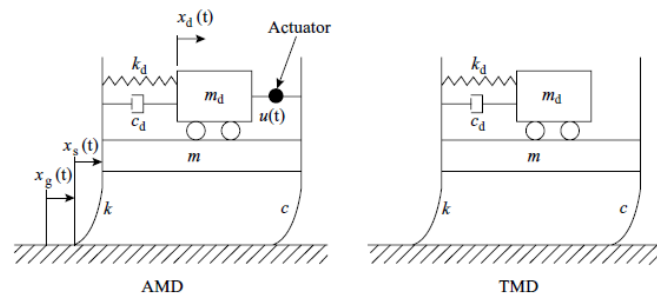 x_d(t)
Actuator
k_d
m_d
c_d
u(t)
x_s(t)
m
x_g(t)
k
c
AMD
k_d
m_d
c_d
m
k
c
TMD